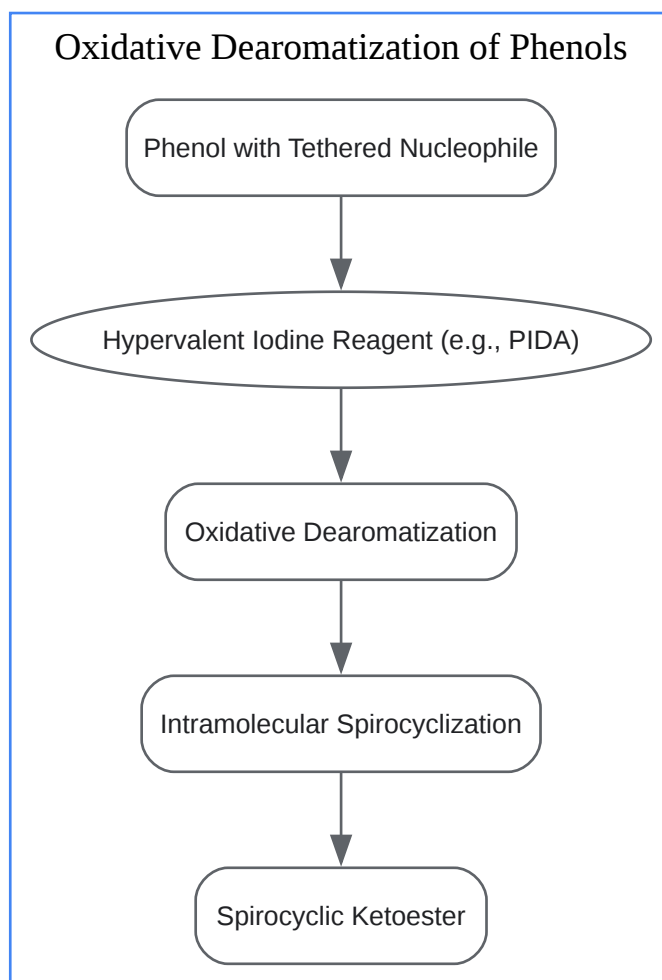 Oxidative Dearomatization of Phenols
Phenol with Tethered Nucleophile
Hypervalent Iodine Reagent (e.g., PIDA)
Oxidative Dearomatization
Intramolecular Spirocyclization
Spirocyclic Ketoester